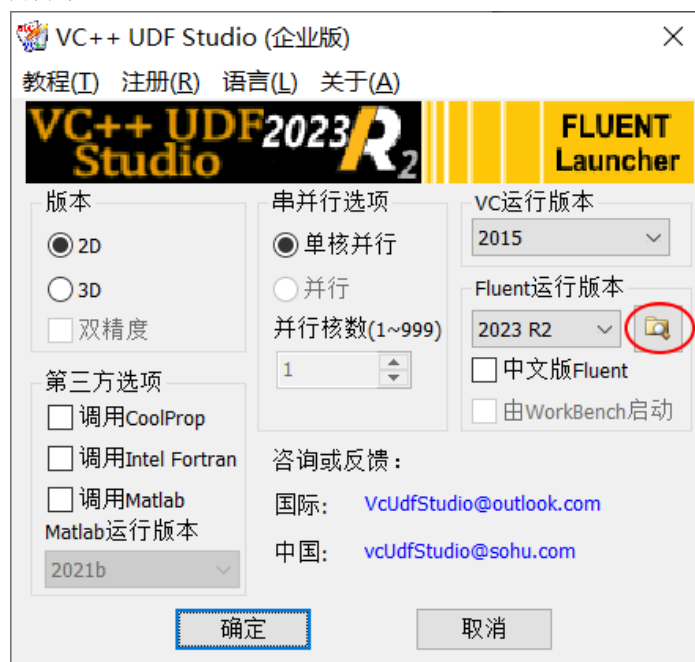 VC++ UDF Studio (企业版)
教程(T) 注册(R) 语言(L) 关于(A)
VC++ UDF Studio 2023 R2 FLUENT Launcher
版本
2D
3D
双精度
串并行选项
单核并行
并行
并行核数(1~999)
1
VC运行版本
2015
Fluent运行版本
2023 R2
中文版Fluent
由WorkBench启动
第三方选项
调用CoolProp
调用Intel Fortran
调用Matlab
Matlab运行版本
2021b
咨询或反馈：
国际: VcUdfStudio@outlook.com
中国: vcUdfStudio@sohu.com
确定 取消